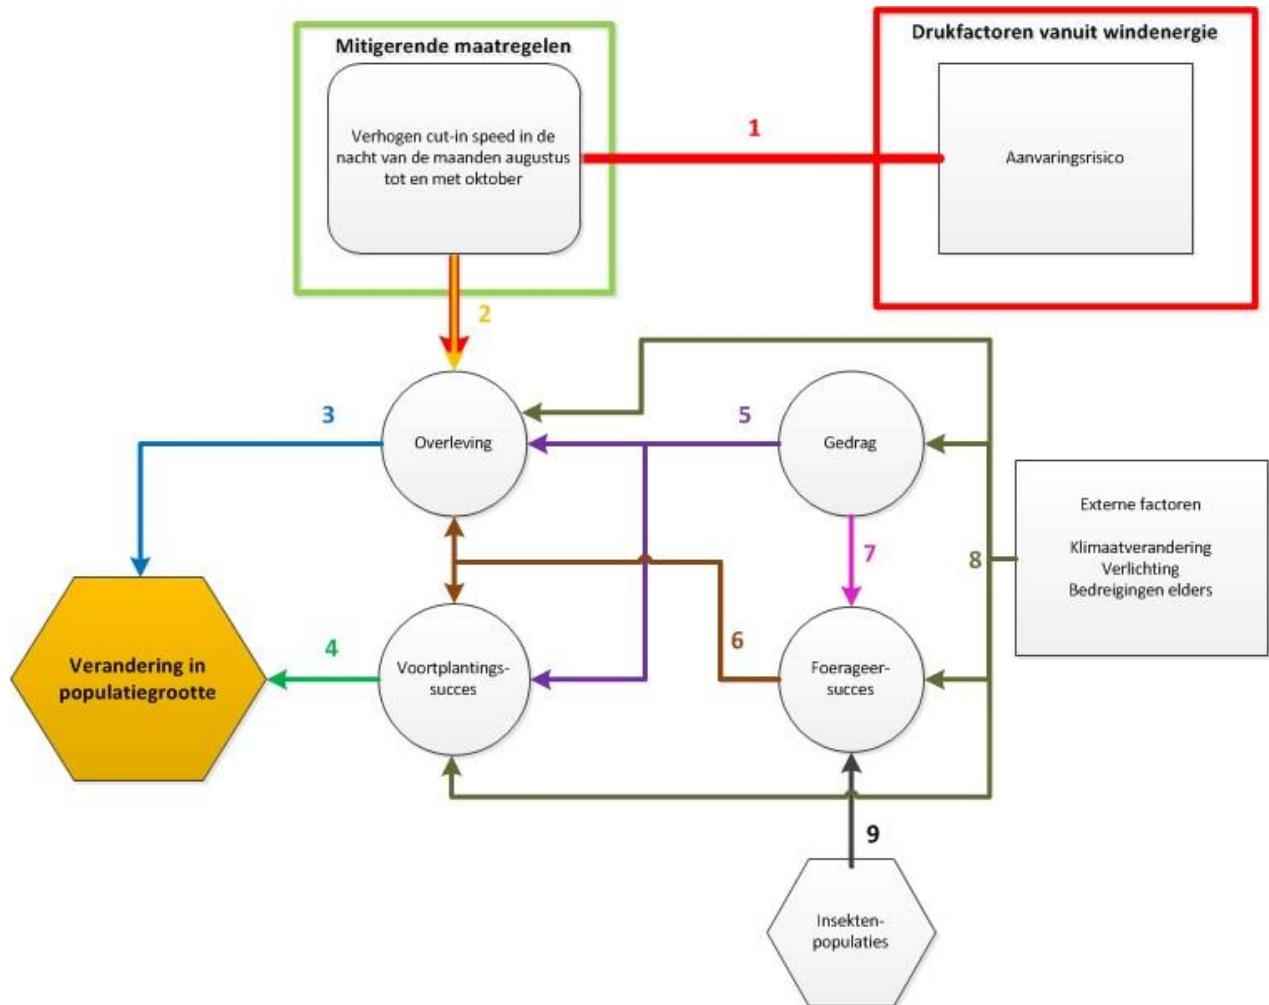 Mitigerende maatregelen
Drukfactoren vanuit windenergie
Verhogen cut-in speed in de
nacht van de maanden augustus
tot en met oktober
1
Aanvaringsrisico
2
3
Overleving
5
Gedrag
Externe factoren
Klimaatverandering
Verlichting
Bedreigingen elders
7
8
Verandering in
populatiegrootte
4
Voortplantings-
succes
6
Foerageer-
succes
9
Insekten-
populaties